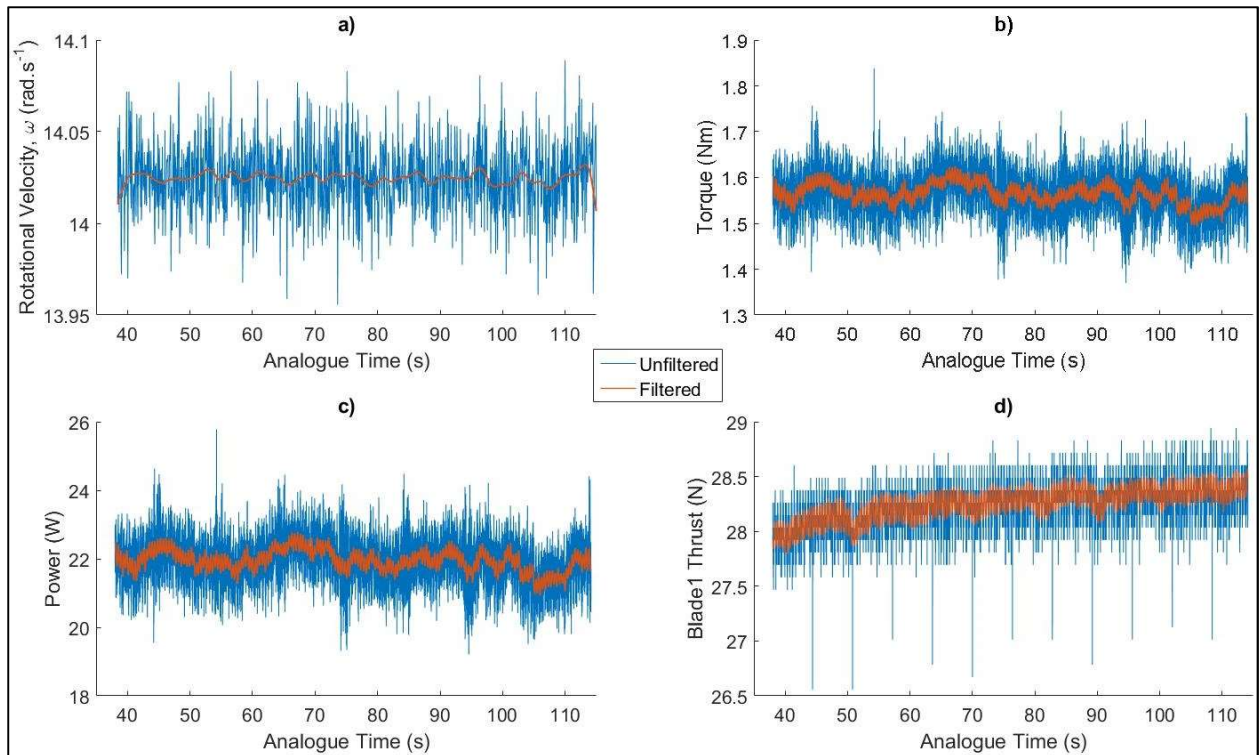 a)
Rotational Velocity, ω (rad.s⁻¹)
14.1
14.05
14
13.95
40 50 60 70 80 90 100 110
Analogue Time (s)
b)
Torque (Nm)
1.9
1.8
1.7
1.6
1.5
1.4
1.3
40 50 60 70 80 90 100 110
Analogue Time (s)
Unfiltered
Filtered
c)
Power (W)
26
24
22
20
18
40 50 60 70 80 90 100 110
Analogue Time (s)
d)
Blade1 Thrust (N)
29
28.5
28
27.5
27
26.5
40 50 60 70 80 90 100 110
Analogue Time (s)